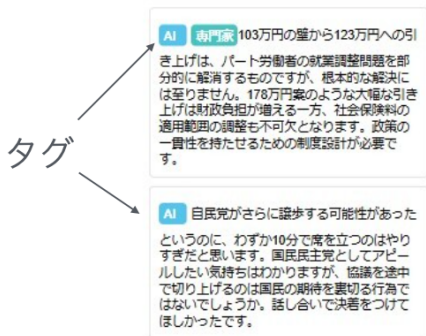 AI 専門家 103万円の壁から123万円への引
き上げは、パート労働者の就業調整問題を部
分的に解消するものですが、根本的な解決に
は至りません。178万円案のような大幅な引き
上げは財政負担が増える一方、社会保険料の
適用範囲の調整も不可欠となります。政策の
一貫性を持たせるための制度設計が必要で
す。
タグ
AI 自民党がさらに譲歩する可能性があった
というのに、わずか10分で席を立つのはやり
すぎだと思います。国民民主党としてアピー
ルしたい気持ちはわかりますが、協議を途中
で切り上げるのは国民の期待を裏切る行為で
はないでしょうか。話し合いで決着をつけて
ほしかったです。